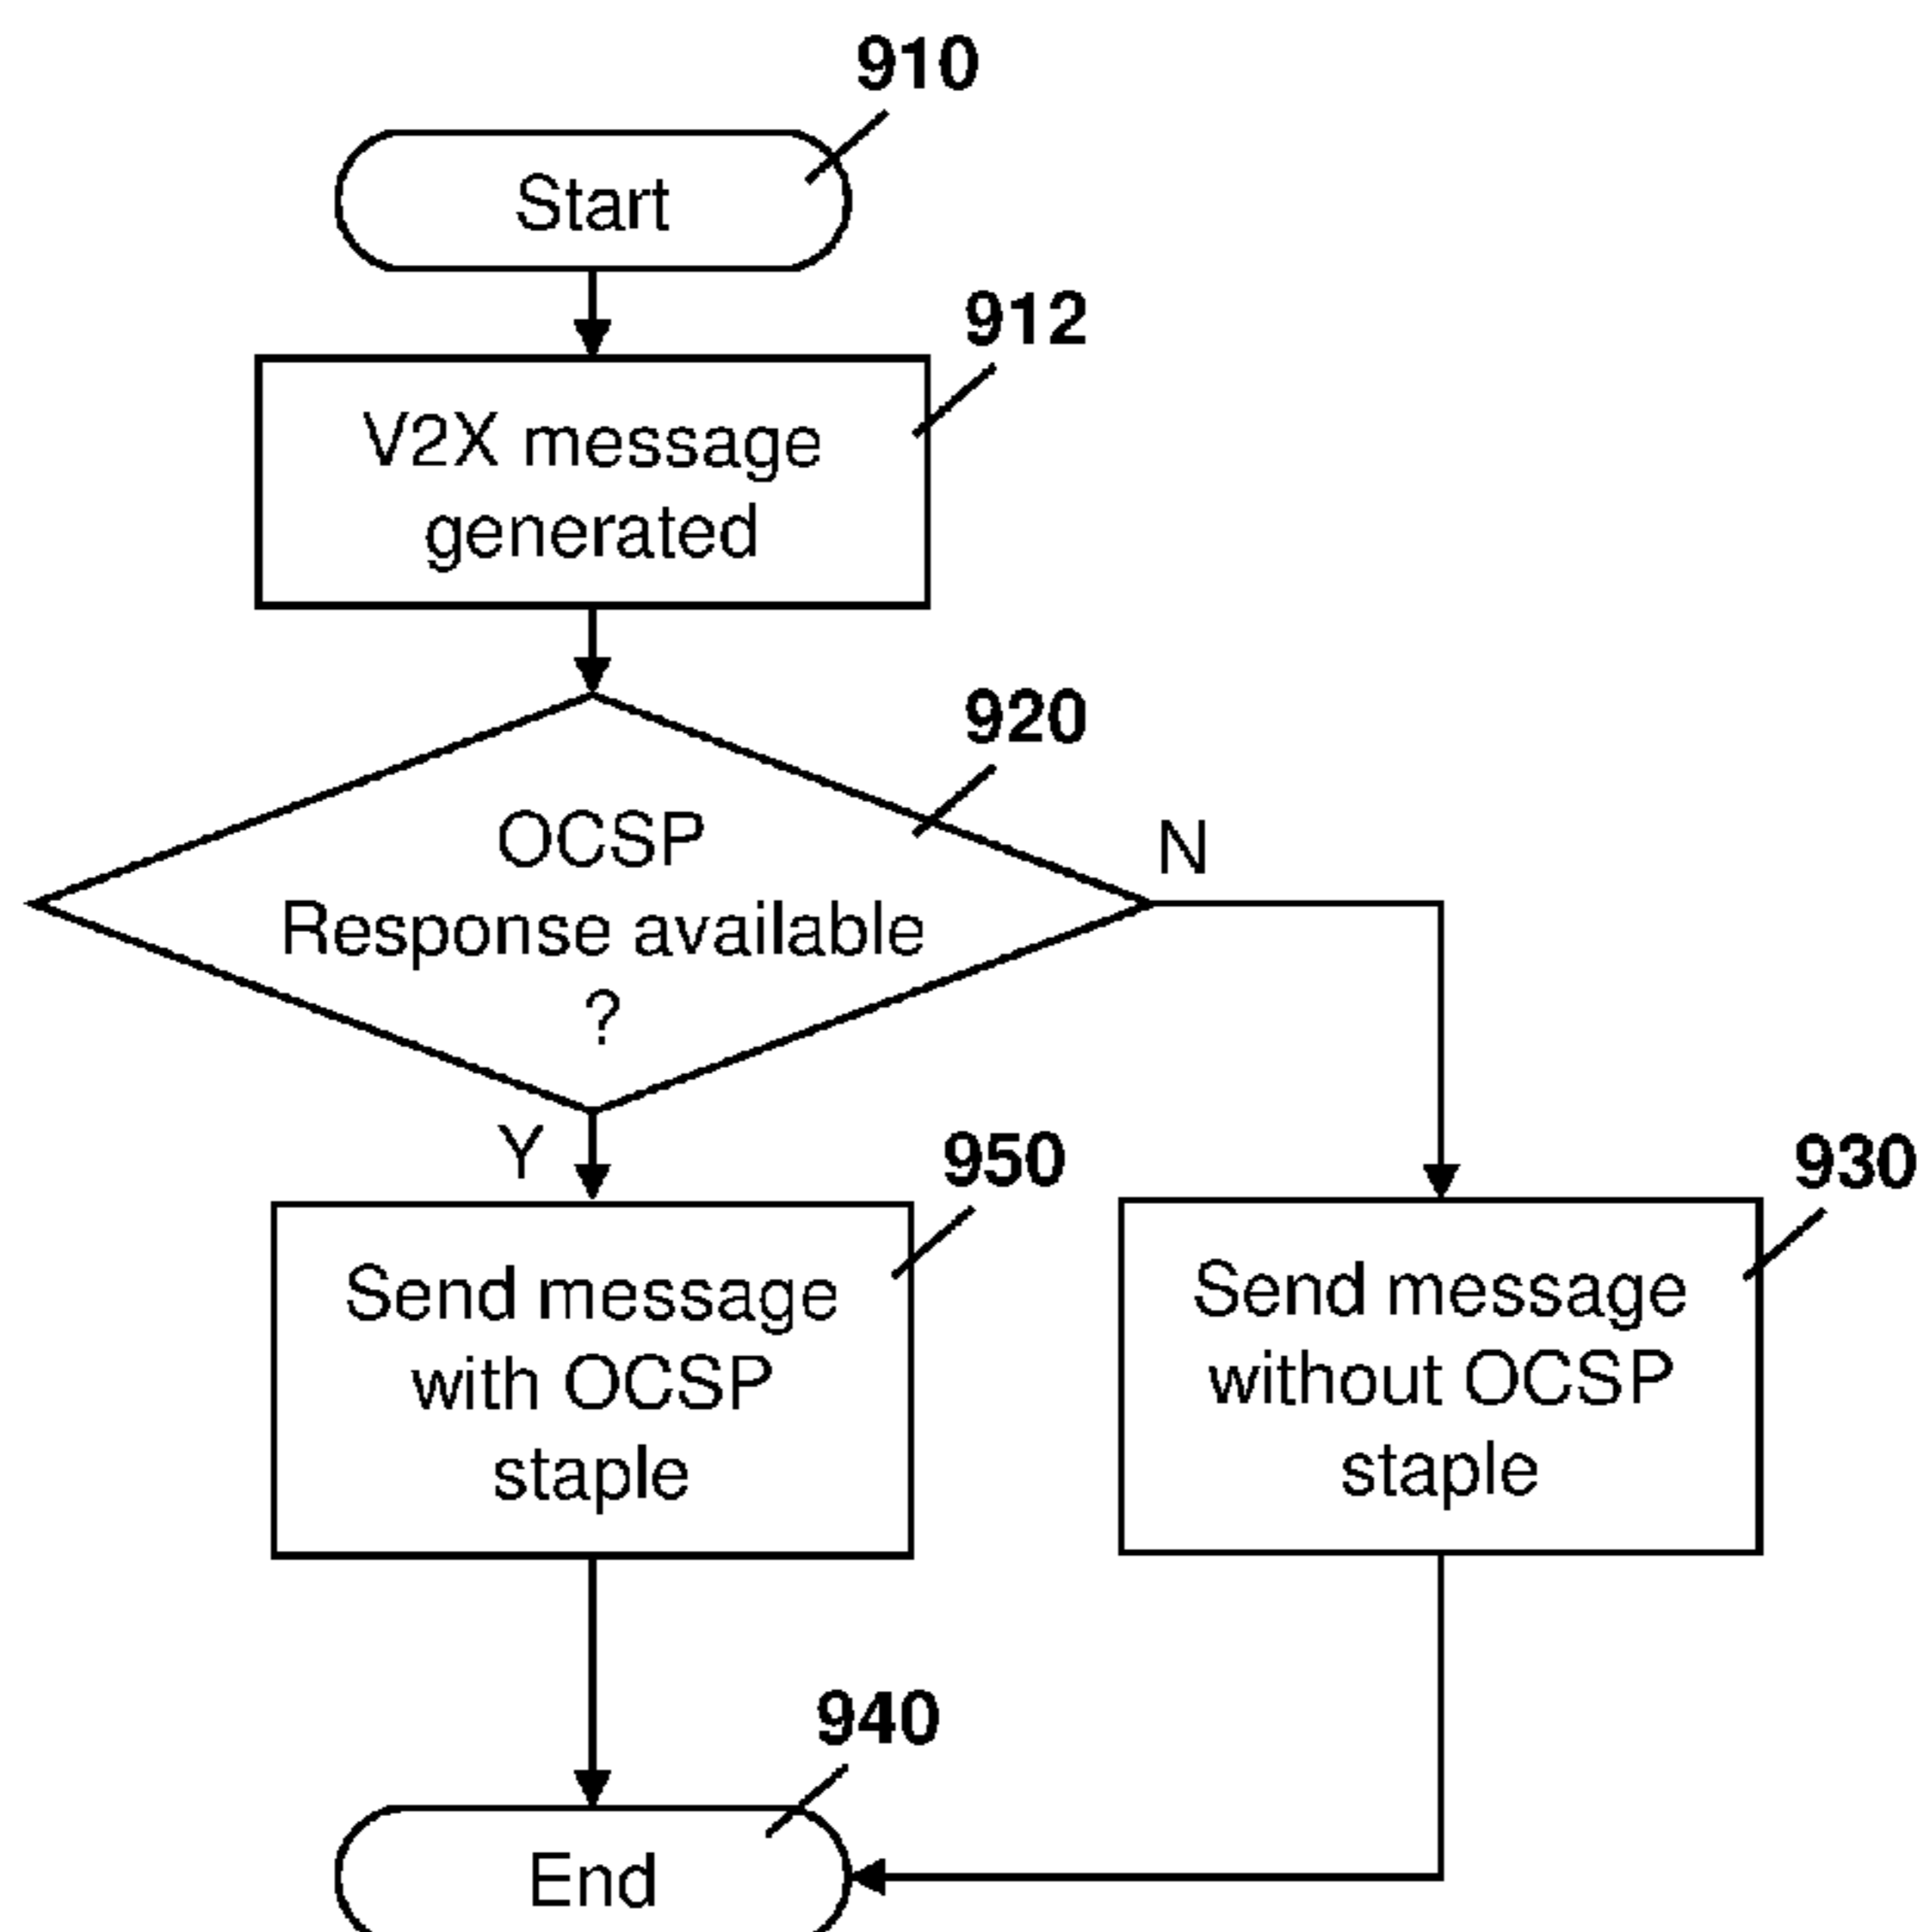 910
Start
912
V2X message
generated
920
OCSP
Response available
?
N
Y
950
Send message
with OCSP
staple
930
Send message
without OCSP
staple
940
End